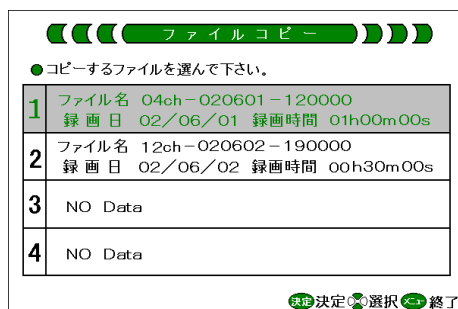 ファイルコピー
●コピーするファイルを選んで下さい。
1 ファイル名 04ch-020601-120000
録画日 02/06/01 録画時間 01h00m00s
2 ファイル名 12ch-020602-190000
録画日 02/06/02 録画時間 00h30m00s
3 NO Data
4 NO Data
決定 決定 選択 メニュー 終了